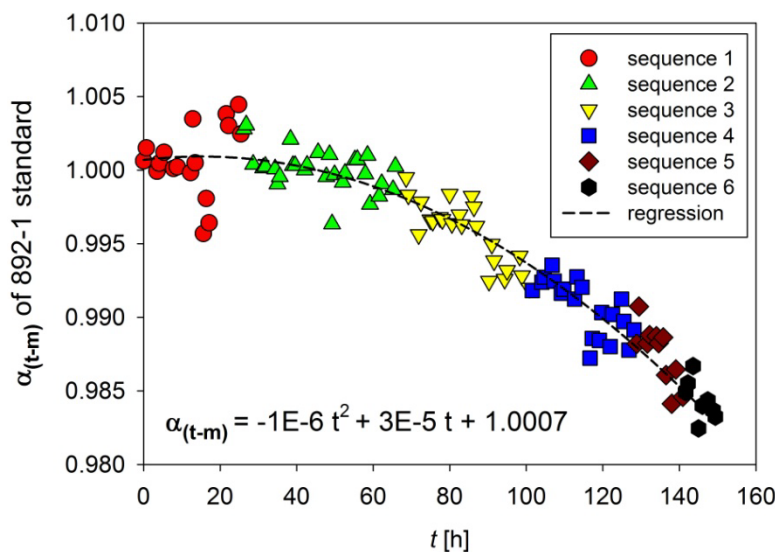 1.010
1.005
1.000
0.995
0.990
0.985
0.980
α(t-m) of 892-1 standard
sequence 1
sequence 2
sequence 3
sequence 4
sequence 5
sequence 6
regression
α(t-m) = -1E-6 t² + 3E-5 t + 1.0007
0 20 40 60 80 100 120 140 160
t [h]